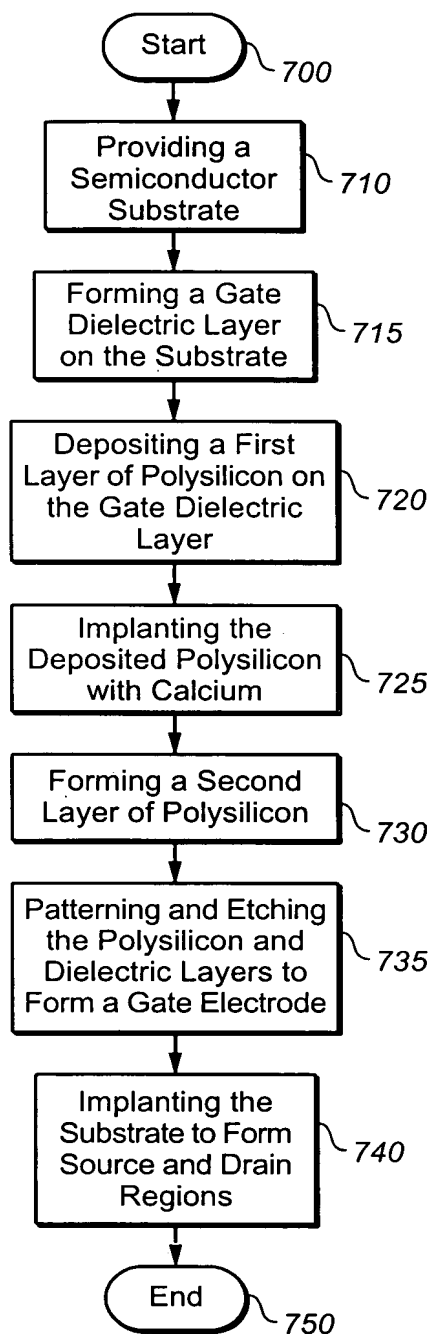 Start
700
Providing a
Semiconductor
Substrate
710
Forming a Gate
Dielectric Layer
on the Substrate
715
Depositing a First
Layer of Polysilicon on
the Gate Dielectric
Layer
720
Implanting the
Deposited Polysilicon
with Calcium
725
Forming a Second
Layer of Polysilicon
730
Patterning and Etching
the Polysilicon and
Dielectric Layers to
Form a Gate Electrode
735
Implanting the
Substrate to Form
Source and Drain
Regions
740
End
750